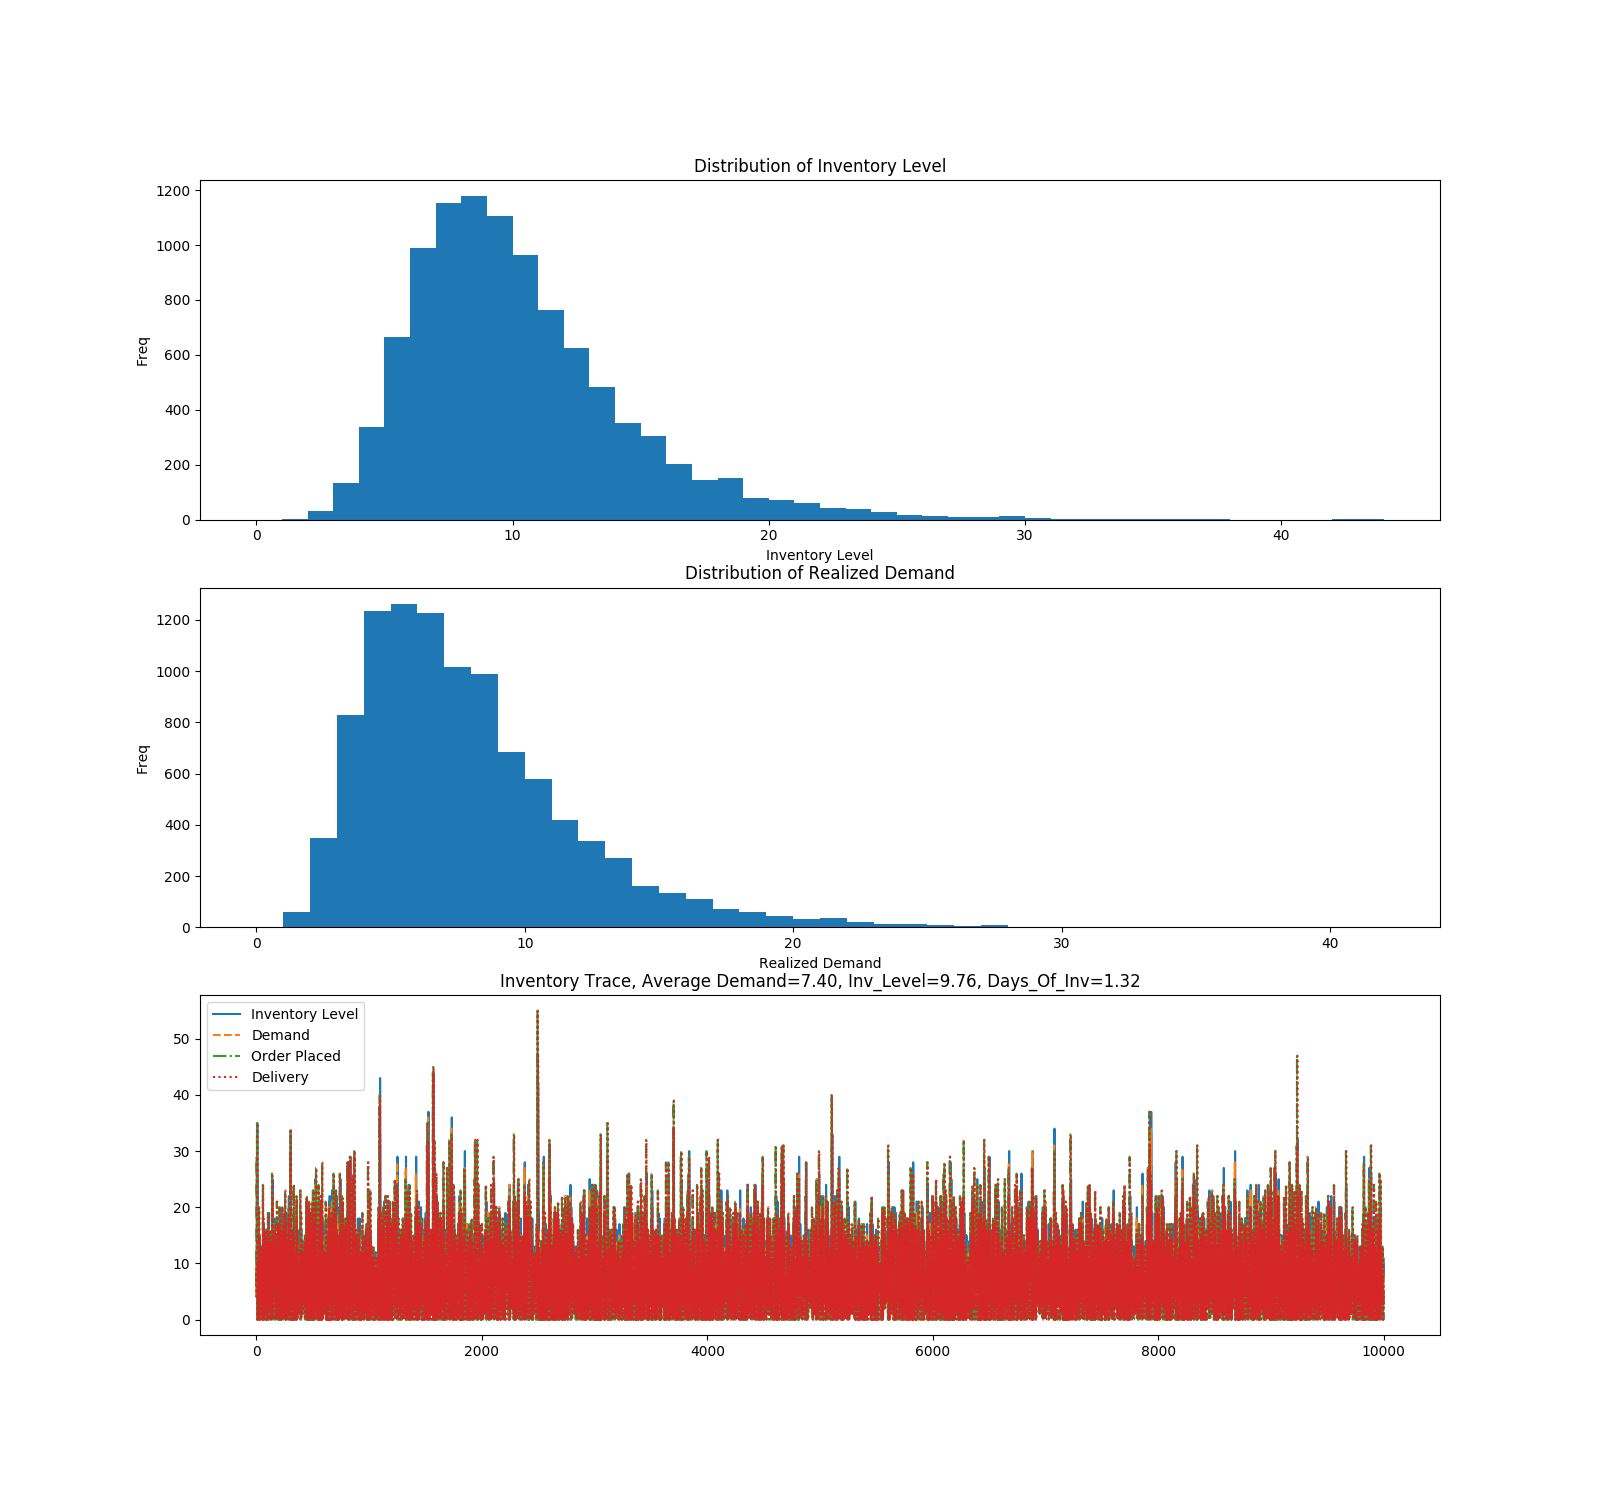 Distribution of Inventory Level
1200
1000
800
600
400
200
0
Freq
0 10 20 30 40
Inventory Level
Distribution of Realized Demand
1200
1000
800
600
400
200
0
Freq
0 10 20 30 40
Realized Demand
Inventory Trace, Average Demand=7.40, Inv_Level=9.76, Days_Of_Inv=1.32
Inventory Level
Demand
Order Placed
Delivery
50
40
30
20
10
0
0 2000 4000 6000 8000 10000